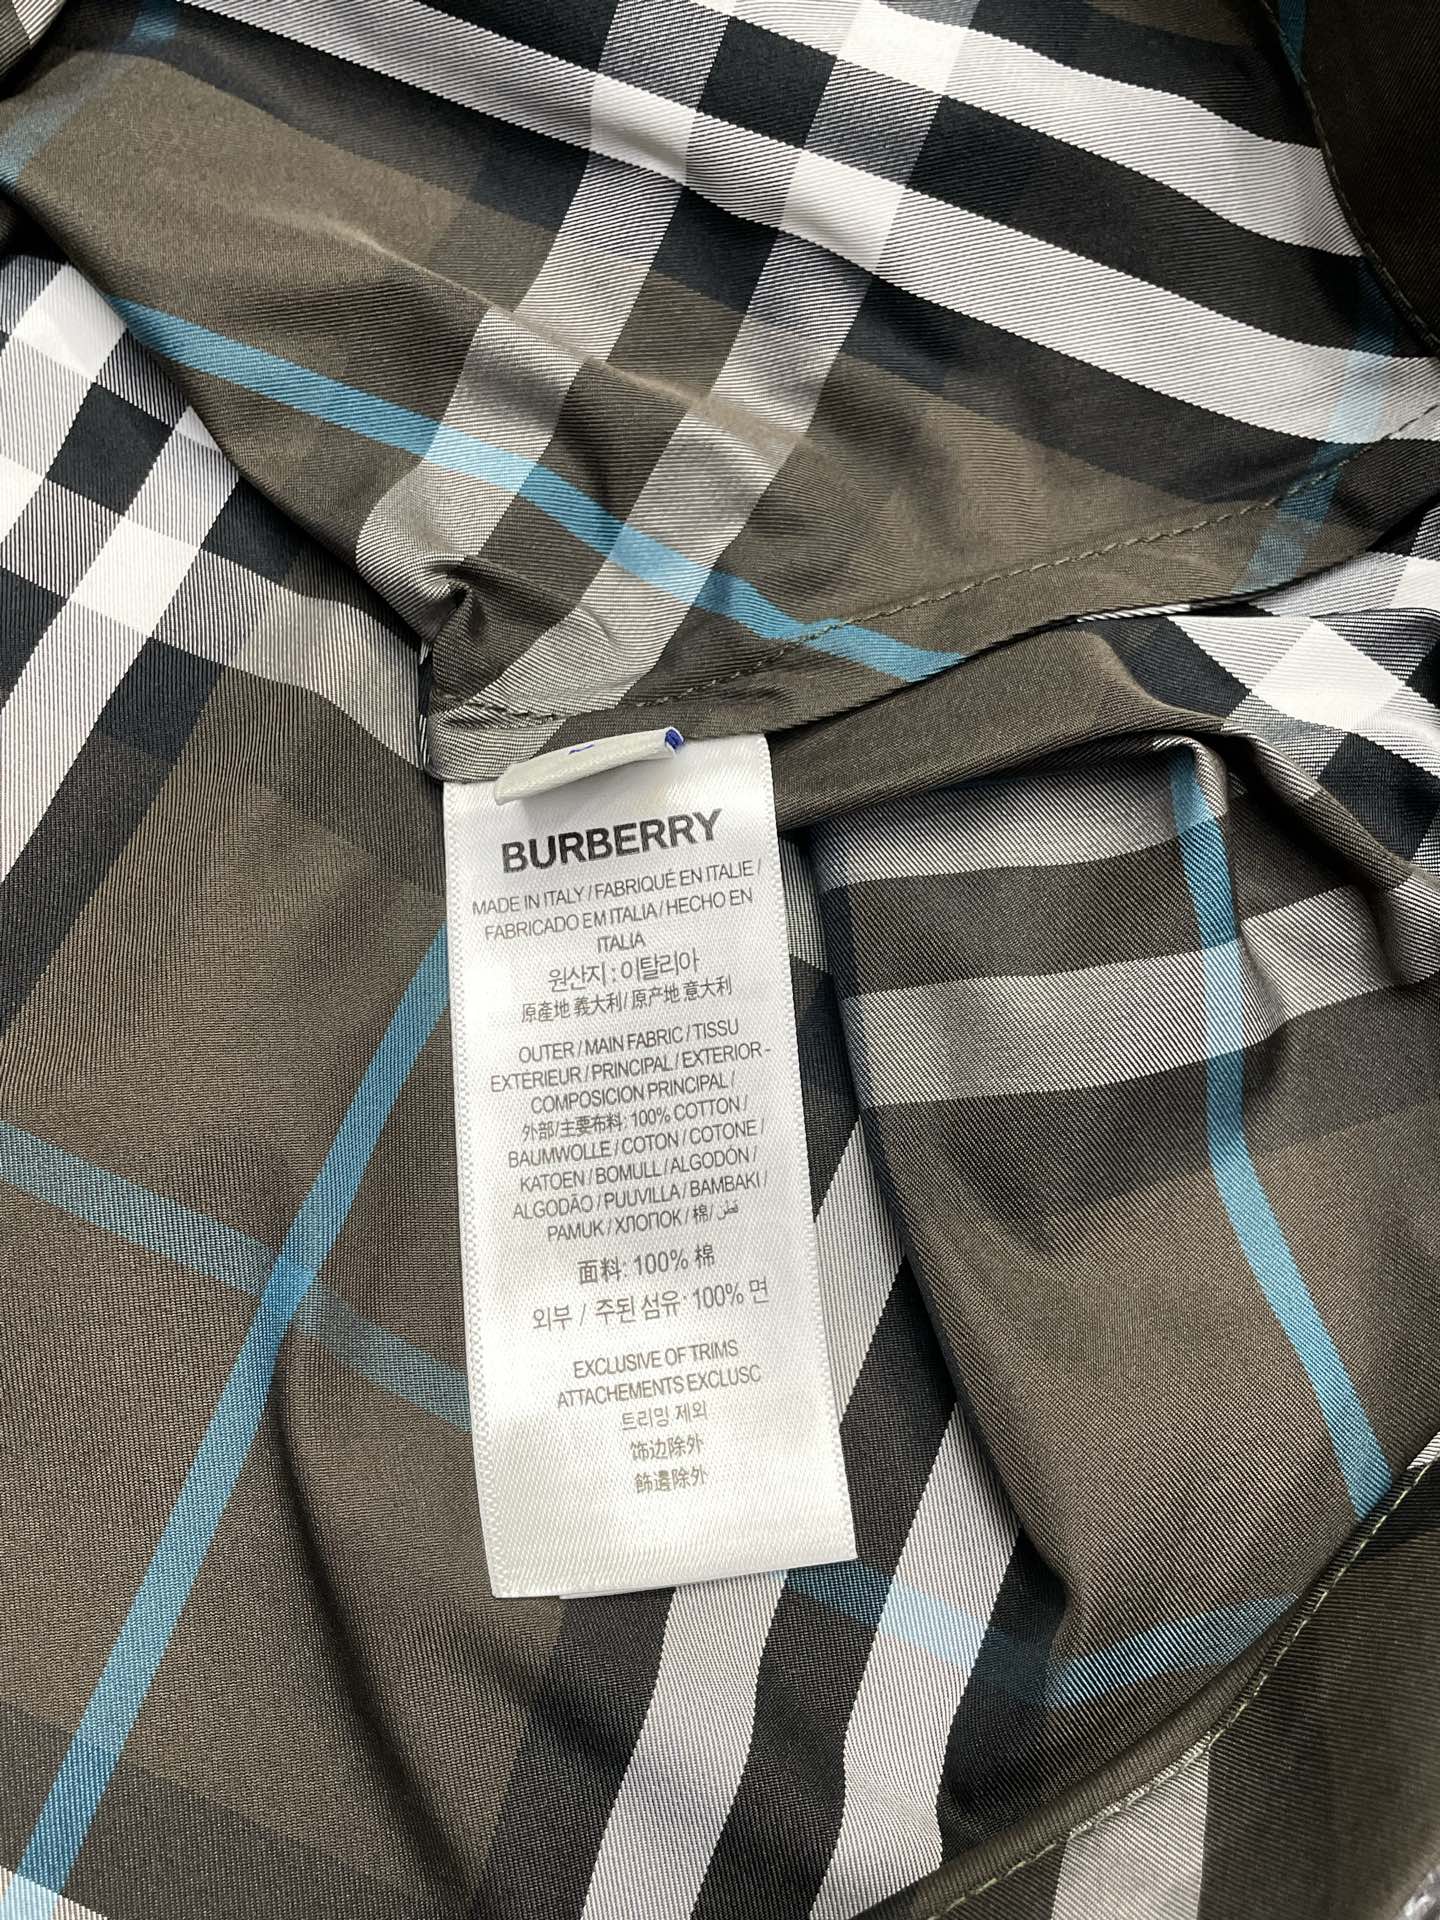 BURBERRY
MADE IN ITALY / FABRIQUÉ EN ITALIE /
FABRICADO EM ITALIA / HECHO EN
ITALIA
원산지 : 이탈리아
原產地 義大利 / 原产地 意大利
OUTER / MAIN FABRIC / TISSU
EXTÉRIEUR / PRINCIPAL / EXTERIOR -
COMPOSICION PRINCIPAL /
外部/主要布料: 100% COTTON /
BAUMWOLLE / COTON / COTONE /
KATOEN / BOMULL / ALGODÓN /
ALGODÃO / PUUVILLA / BAMBAKI /
PAMUK / ХЛОПОК / 棉 / قطن
面料: 100% 棉
외부 / 주된 섬유: 100% 면
EXCLUSIVE OF TRIMS
ATTACHEMENTS EXCLUSC
트리밍 제외
饰边除外
飾邊除外